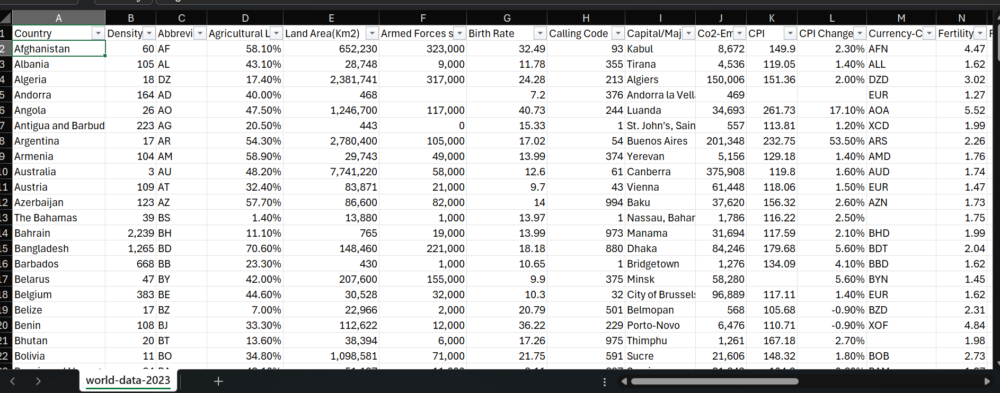 A B C D E F G H I J K L M N
1 Country Density Abbrevi Agricultural L Land Area(Km2) Armed Forces s Birth Rate Calling Code Capital/Maj Co2-Em CPI CPI Change Currency-C Fertility
2 Afghanistan 60 AF 58.10% 652,230 323,000 32.49 93 Kabul 8,672 149.9 2.30% AFN 4.47
3 Albania 105 AL 43.10% 28,748 9,000 11.78 355 Tirana 4,536 119.05 1.40% ALL 1.62
4 Algeria 18 DZ 17.40% 2,381,741 317,000 24.28 213 Algiers 150,006 151.36 2.00% DZD 3.02
5 Andorra 164 AD 40.00% 468 7.2 376 Andorra la Vell 469 EUR 1.27
6 Angola 26 AO 47.50% 1,246,700 117,000 40.73 244 Luanda 34,693 261.73 17.10% AOA 5.52
7 Antigua and Barbud 223 AG 20.50% 443 0 15.33 1 St. John's, Sain 557 113.81 1.20% XCD 1.99
8 Argentina 17 AR 54.30% 2,780,400 105,000 17.02 54 Buenos Aires 201,348 232.75 53.50% ARS 2.26
9 Armenia 104 AM 58.90% 29,743 49,000 13.99 374 Yerevan 5,156 129.18 1.40% AMD 1.76
10 Australia 3 AU 48.20% 7,741,220 58,000 12.6 61 Canberra 375,908 119.8 1.60% AUD 1.74
11 Austria 109 AT 32.40% 83,871 21,000 9.7 43 Vienna 61,448 118.06 1.50% EUR 1.47
12 Azerbaijan 123 AZ 57.70% 86,600 82,000 14 994 Baku 37,620 156.32 2.60% AZN 1.73
13 The Bahamas 39 BS 1.40% 13,880 1,000 13.97 1 Nassau, Bahar 1,786 116.22 2.50% 1.75
14 Bahrain 2,239 BH 11.10% 765 19,000 13.99 973 Manama 31,694 117.59 2.10% BHD 1.99
15 Bangladesh 1,265 BD 70.60% 148,460 221,000 18.18 880 Dhaka 84,246 179.68 5.60% BDT 2.04
16 Barbados 668 BB 23.30% 430 1,000 10.65 1 Bridgetown 1,276 134.09 4.10% BBD 1.62
17 Belarus 47 BY 42.00% 207,600 155,000 9.9 375 Minsk 58,280 5.60% BYN 1.45
18 Belgium 383 BE 44.60% 30,528 32,000 10.3 32 City of Brussels 96,889 117.11 1.40% EUR 1.62
19 Belize 17 BZ 7.00% 22,966 2,000 20.79 501 Belmopan 568 105.68 -0.90% BZD 2.31
20 Benin 108 BJ 33.30% 112,622 12,000 36.22 229 Porto-Novo 6,476 110.71 -0.90% XOF 4.84
21 Bhutan 20 BT 13.60% 38,394 6,000 17.26 975 Thimphu 1,261 167.18 2.70% 1.98
22 Bolivia 11 BO 34.80% 1,098,581 71,000 21.75 591 Sucre 21,606 148.32 1.80% BOB 2.73
world-data-2023